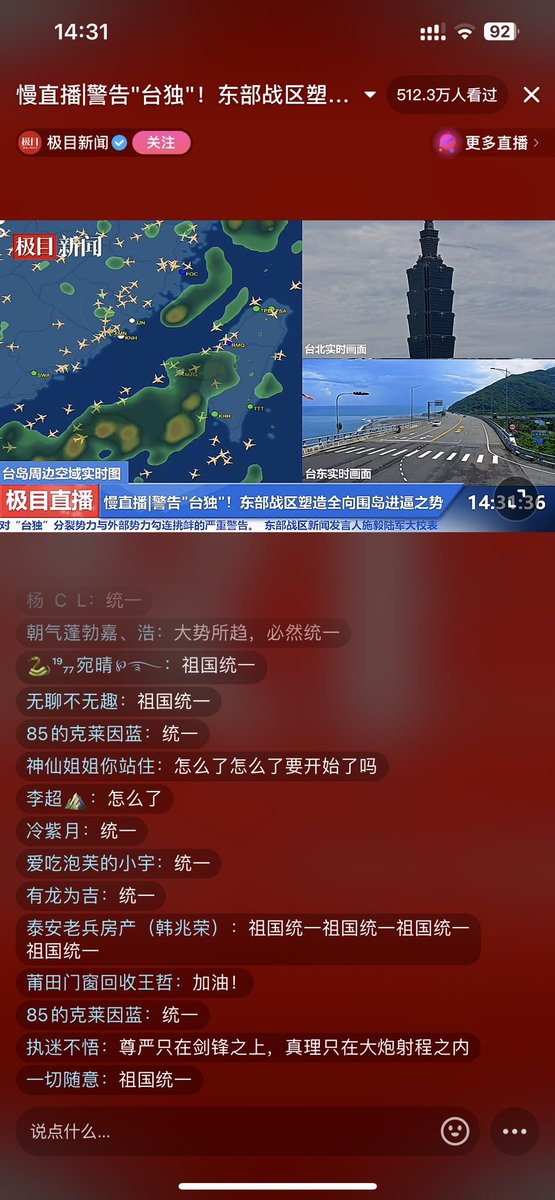 14:31
92
慢直播|警告"台独"！东部战区塑...
512.3万人看过
极目新闻
关注
更多直播
极目新闻
FOC
TPE
TSA
RMQ
MZG
KHH
TTT
SWA
KNH
台北实时画面
台岛周边空域实时图
台东实时画面
极目直播
慢直播|警告"台独"！东部战区塑造全向围岛进逼之势
对“台独”分裂势力与外部势力勾连挑衅的严重警告。 东部战区新闻发言人施毅陆军大校表
杨 C L：统一
朝气蓬勃嘉、浩：大势所趋，必然统一
🐍¹⁹₇₇宛晴：祖国统一
无聊不无趣：祖国统一
85的克莱因蓝：统一
神仙姐姐你站住：怎么了怎么了要开始了吗
李超⛰️：怎么了
冷紫月：统一
爱吃泡芙的小宇：统一
有龙为吉：统一
泰安老兵房产（韩兆荣）：祖国统一祖国统一祖国统一
祖国统一
莆田门窗回收王哲：加油！
85的克莱因蓝：统一
执迷不悟：尊严只在剑锋之上，真理只在大炮射程之内
一切随意：祖国统一
说点什么...